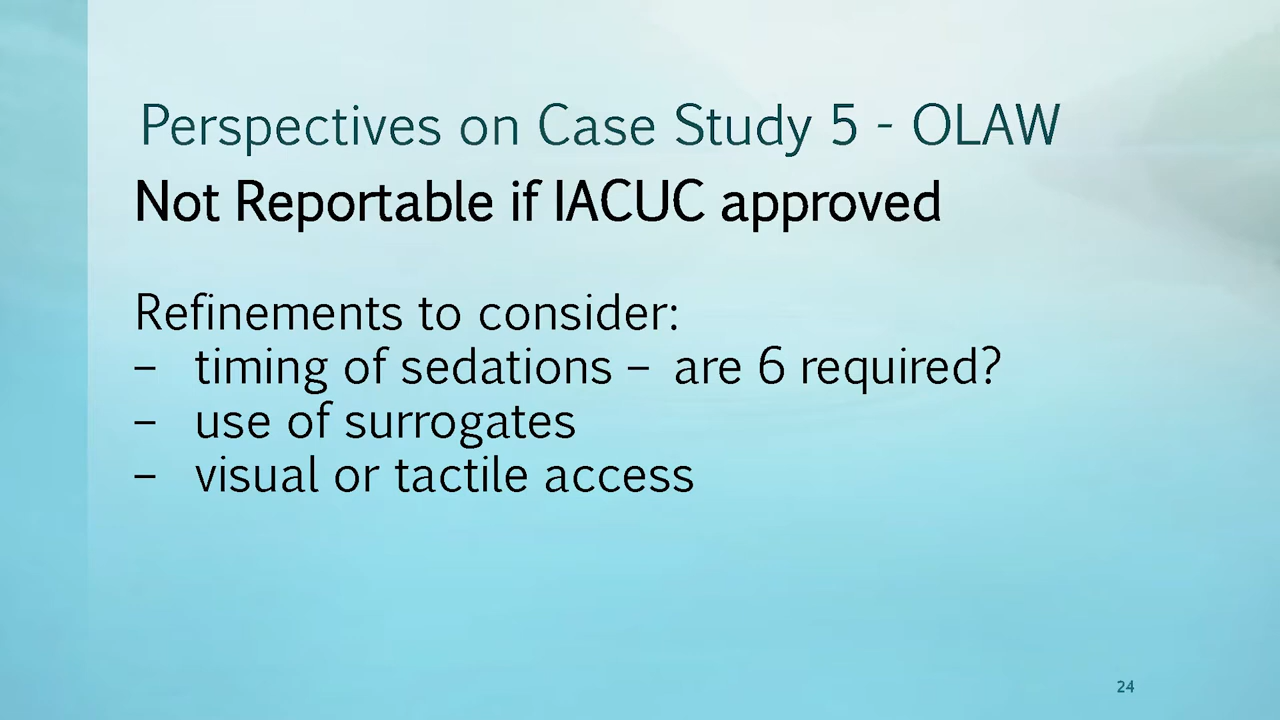 Perspectives on Case Study 5 - OLAW
Not Reportable if IACUC approved
Refinements to consider:
– timing of sedations – are 6 required?
– use of surrogates
– visual or tactile access
24